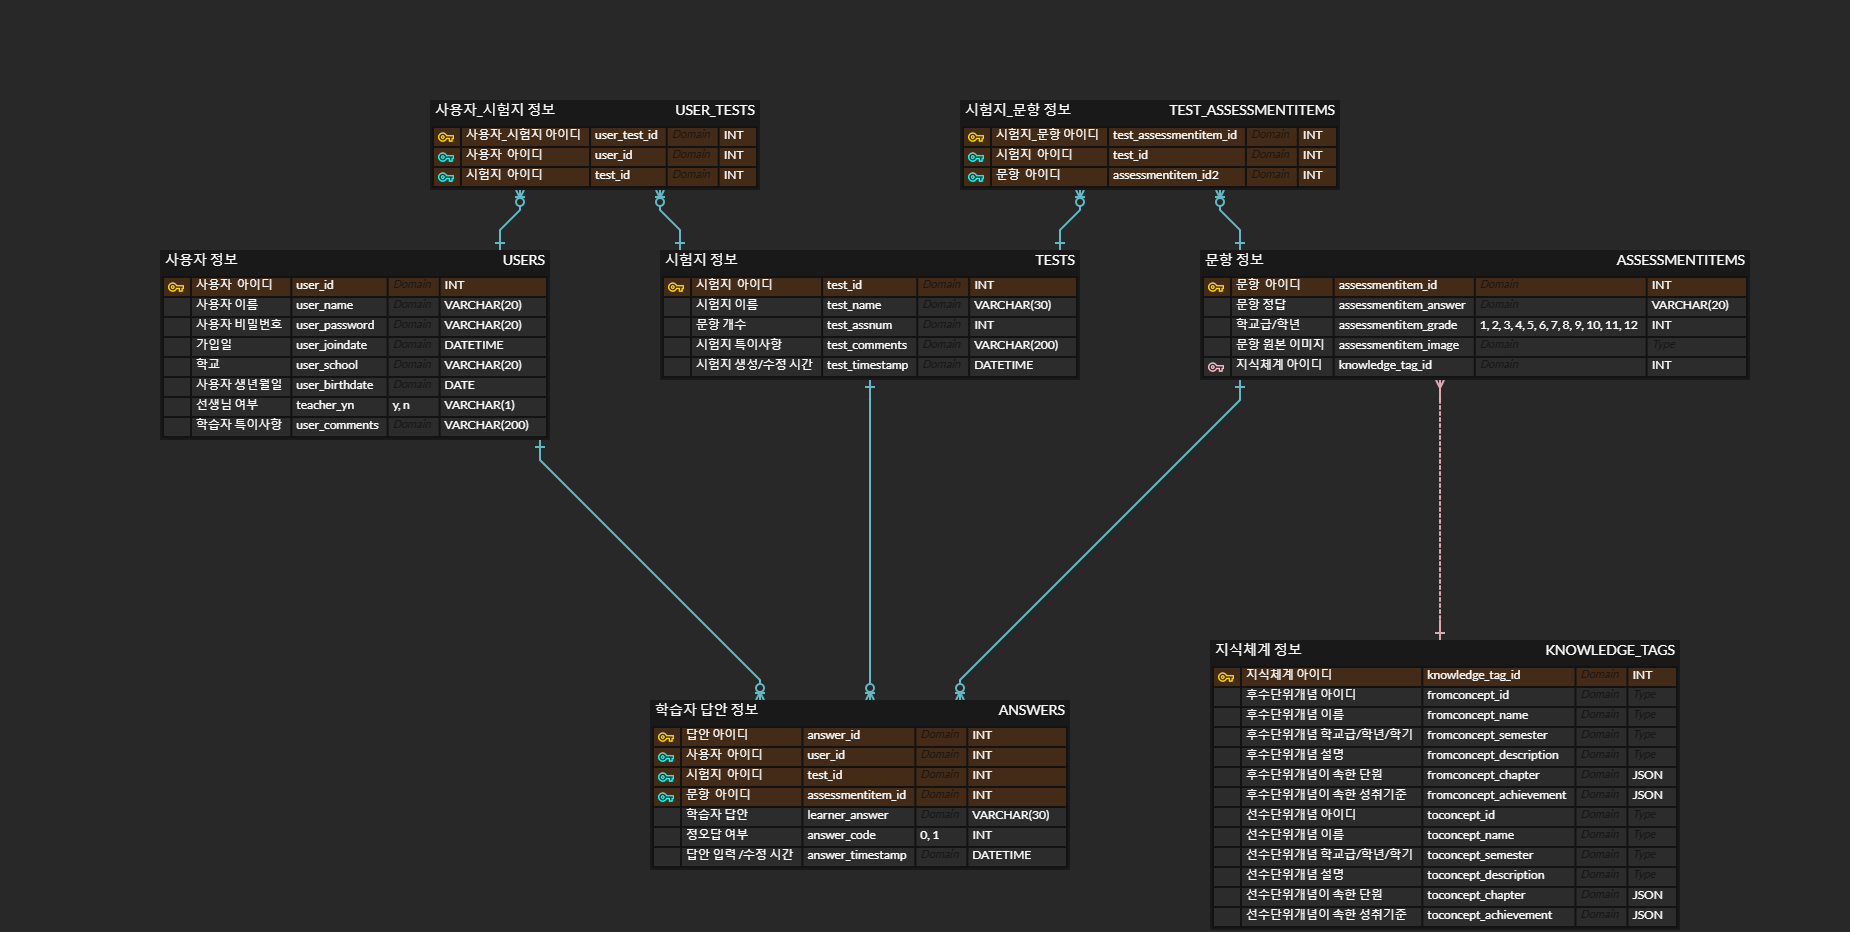 사용자_시험지 정보 USER_TESTS
사용자_시험지 아이디 user_test_id Domain INT
사용자 아이디 user_id Domain INT
시험지 아이디 test_id Domain INT
시험지_문항 정보 TEST_ASSESSMENTITEMS
시험지_문항 아이디 test_assessmentitem_id Domain INT
시험지 아이디 test_id Domain INT
문항 아이디 assessmentitem_id2 Domain INT
사용자 정보 USERS
사용자 아이디 user_id Domain INT
사용자 이름 user_name Domain VARCHAR(20)
사용자 비밀번호 user_password Domain VARCHAR(20)
가입일 user_joindate Domain DATETIME
학교 user_school Domain VARCHAR(20)
사용자 생년월일 user_birthdate Domain DATE
선생님 여부 teacher_yn y, n VARCHAR(1)
학습자 특이사항 user_comments Domain VARCHAR(200)
시험지 정보 TESTS
시험지 아이디 test_id Domain INT
시험지 이름 test_name Domain VARCHAR(30)
문항 개수 test_assnum Domain INT
시험지 특이사항 test_comments Domain VARCHAR(200)
시험지 생성/수정 시간 test_timestamp Domain DATETIME
문항 정보 ASSESSMENTITEMS
문항 아이디 assessmentitem_id Domain INT
문항 정답 assessmentitem_answer Domain VARCHAR(20)
학교급/학년 assessmentitem_grade 1, 2, 3, 4, 5, 6, 7, 8, 9, 10, 11, 12 INT
문항 원본 이미지 assessmentitem_image Domain Type
지식체계 아이디 knowledge_tag_id Domain INT
학습자 답안 정보 ANSWERS
답안 아이디 answer_id Domain INT
사용자 아이디 user_id Domain INT
시험지 아이디 test_id Domain INT
문항 아이디 assessmentitem_id Domain INT
학습자 답안 learner_answer Domain VARCHAR(30)
정오답 여부 answer_code 0, 1 INT
답안 입력 /수정 시간 answer_timestamp Domain DATETIME
지식체계 정보 KNOWLEDGE_TAGS
지식체계 아이디 knowledge_tag_id Domain INT
후수단위개념 아이디 fromconcept_id Domain Type
후수단위개념 이름 fromconcept_name Domain Type
후수단위개념 학교급/학년/학기 fromconcept_semester Domain Type
후수단위개념 설명 fromconcept_description Domain Type
후수단위개념이 속한 단원 fromconcept_chapter Domain JSON
후수단위개념이 속한 성취기준 fromconcept_achievement Domain JSON
선수단위개념 아이디 toconcept_id Domain Type
선수단위개념 이름 toconcept_name Domain Type
선수단위개념 학교급/학년/학기 toconcept_semester Domain Type
선수단위개념 설명 toconcept_description Domain Type
선수단위개념이 속한 단원 toconcept_chapter Domain JSON
선수단위개념이 속한 성취기준 toconcept_achievement Domain JSON